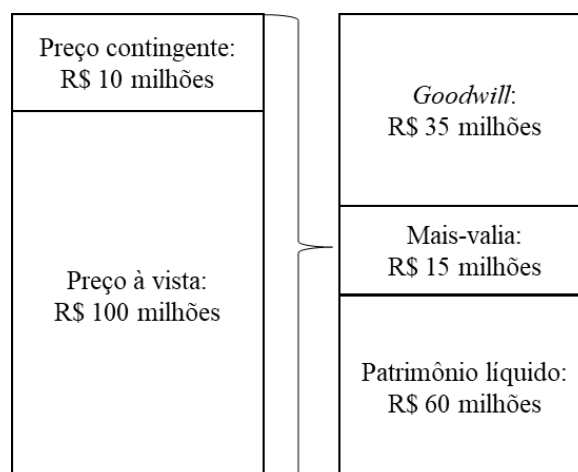 Preço contingente:
R$ 10 milhões
Preço à vista:
R$ 100 milhões
Goodwill:
R$ 35 milhões
Mais-valia:
R$ 15 milhões
Patrimônio líquido:
R$ 60 milhões